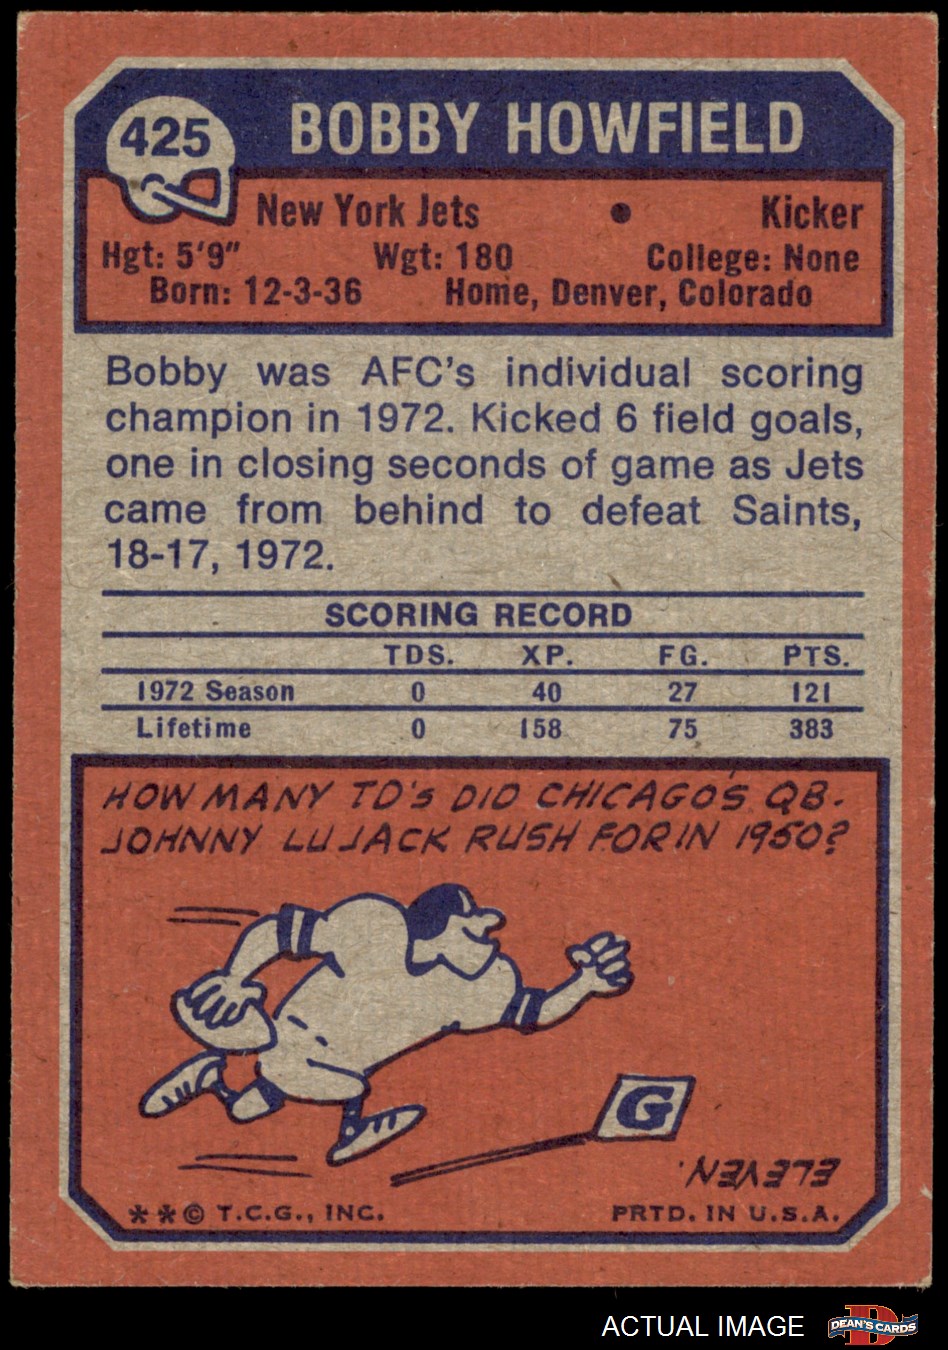 425
BOBBY HOWFIELD
New York Jets • Kicker
Hgt: 5'9" Wgt: 180 College: None
Born: 12-3-36 Home, Denver, Colorado
Bobby was AFC's individual scoring
champion in 1972. Kicked 6 field goals,
one in closing seconds of game as Jets
came from behind to defeat Saints,
18-17, 1972.
SCORING RECORD
TDS. XP. FG. PTS.
1972 Season 0 40 27 121
Lifetime 0 158 75 383
HOW MANY TD'S DID CHICAGO'S QB.
JOHNNY LUJACK RUSH FOR IN 1950?
G
ELEVEN.
**© T.C.G., INC. PRTD. IN U.S.A.
ACTUAL IMAGE
D
DEAN'S CARDS